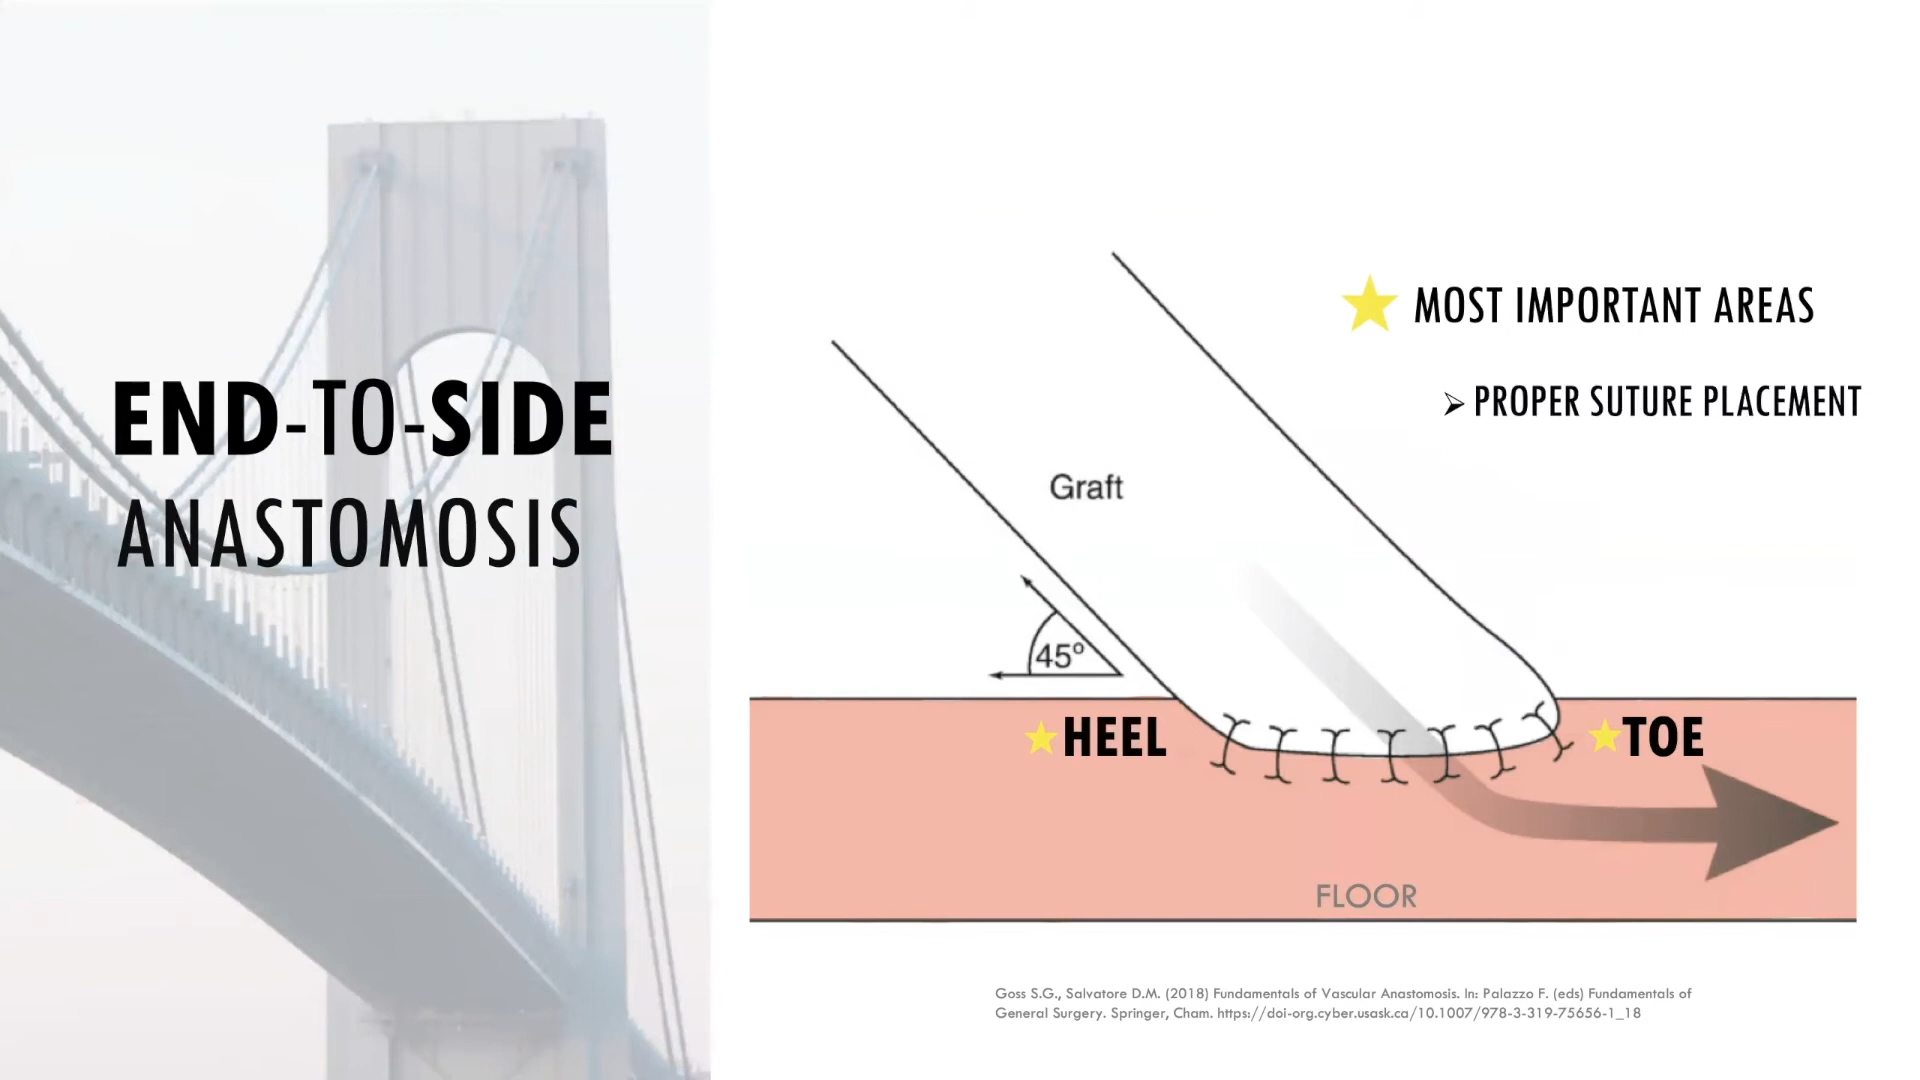 END-TO-SIDE
ANASTOMOSIS
MOST IMPORTANT AREAS
➢ PROPER SUTURE PLACEMENT
Graft
45º
HEEL
TOE
FLOOR
Goss S.G., Salvatore D.M. (2018) Fundamentals of Vascular Anastomosis. In: Palazzo F. (eds) Fundamentals of
General Surgery. Springer, Cham. https://doi-org.cyber.usask.ca/10.1007/978-3-319-75656-1_18